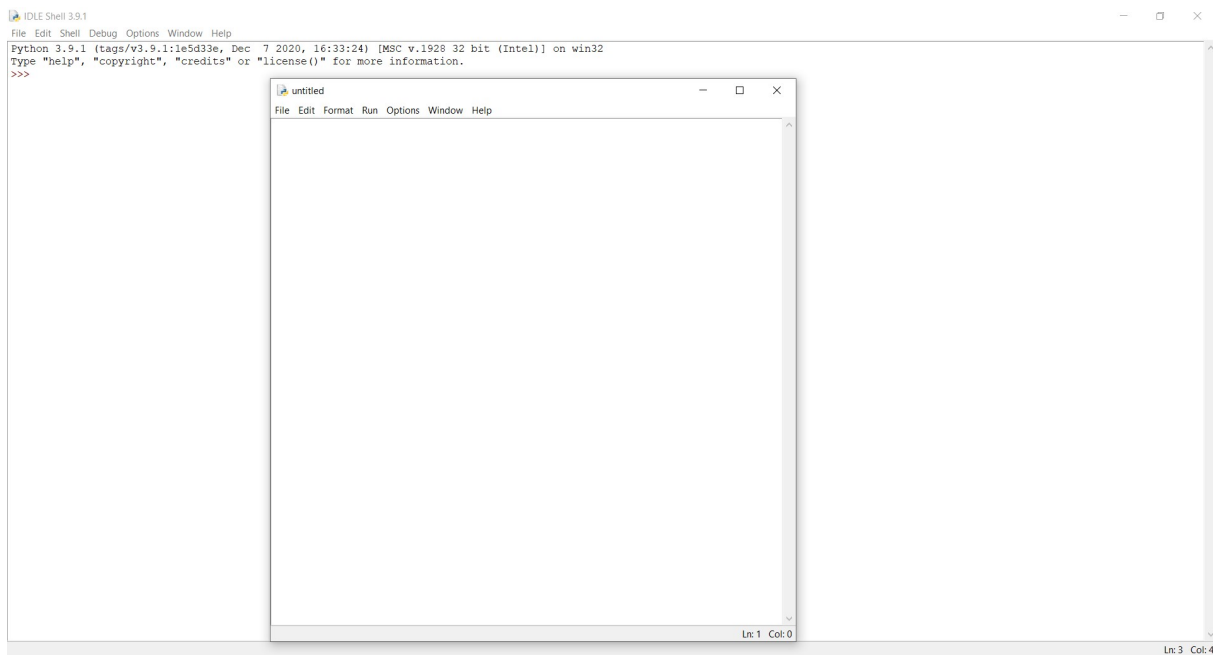 IDLE Shell 3.9.1
File Edit Shell Debug Options Window Help
Python 3.9.1 (tags/v3.9.1:1e5d33e, Dec  7 2020, 16:33:24) [MSC v.1928 32 bit (Intel)] on win32
Type "help", "copyright", "credits" or "license()" for more information.
>>>
untitled
File Edit Format Run Options Window Help
Ln: 1 Col: 0
Ln: 3 Col: 4